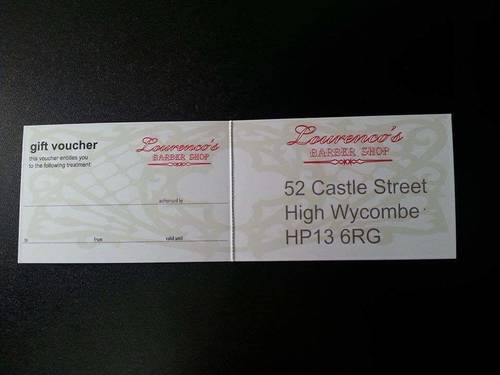 gift voucher
this voucher entitles you
to the following treatment
Lourenco's
BARBER SHOP
authorised by
to from valid until
Lourenco's
BARBER SHOP
52 Castle Street
High Wycombe
HP13 6RG